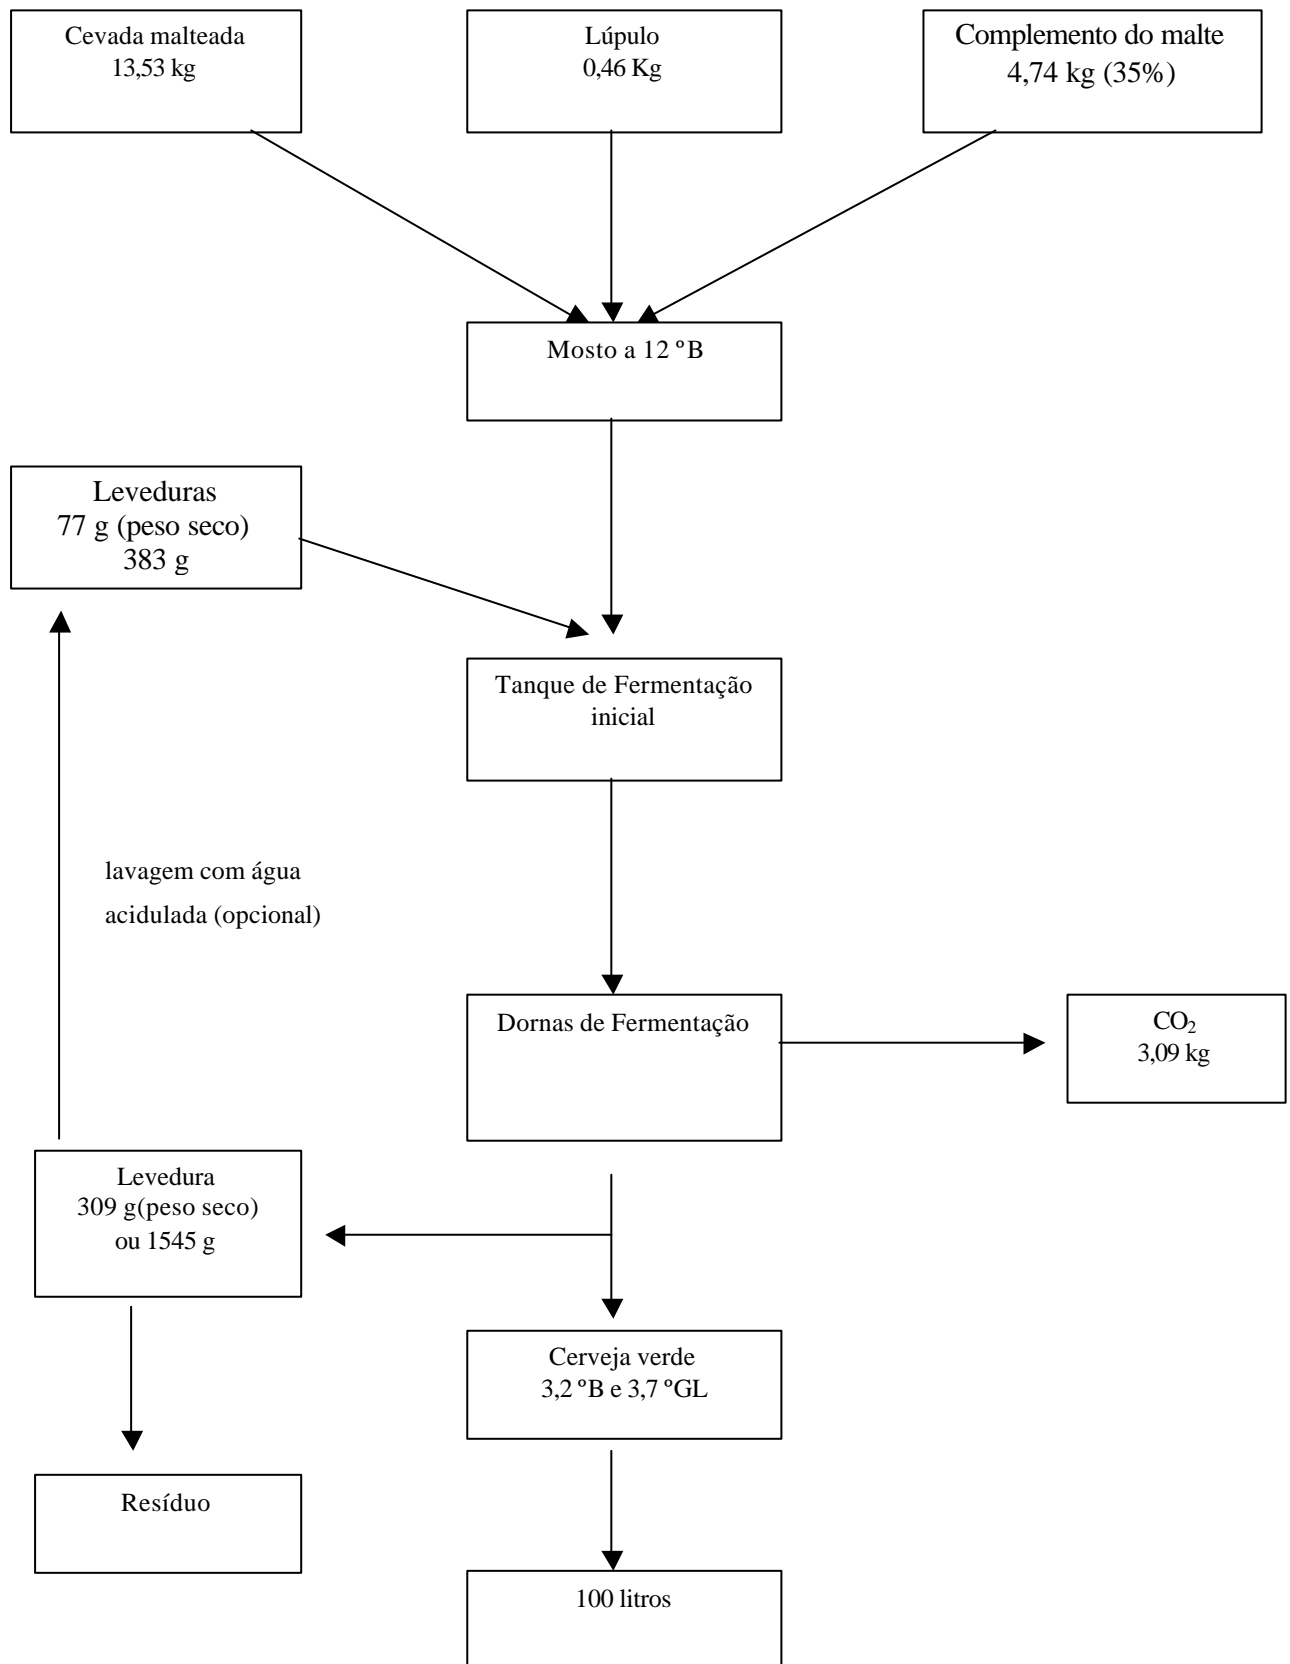 Cevada malteada
13,53 kg
Lúpulo
0,46 Kg
Complemento do malte
4,74 kg (35%)
Mosto a 12 ºB
Leveduras
77 g (peso seco)
383 g
Tanque de Fermentação
inicial
lavagem com água
acidulada (opcional)
Dornas de Fermentação
CO₂
3,09 kg
Levedura
309 g(peso seco)
ou 1545 g
Cerveja verde
3,2 ºB e 3,7 ºGL
Resíduo
100 litros